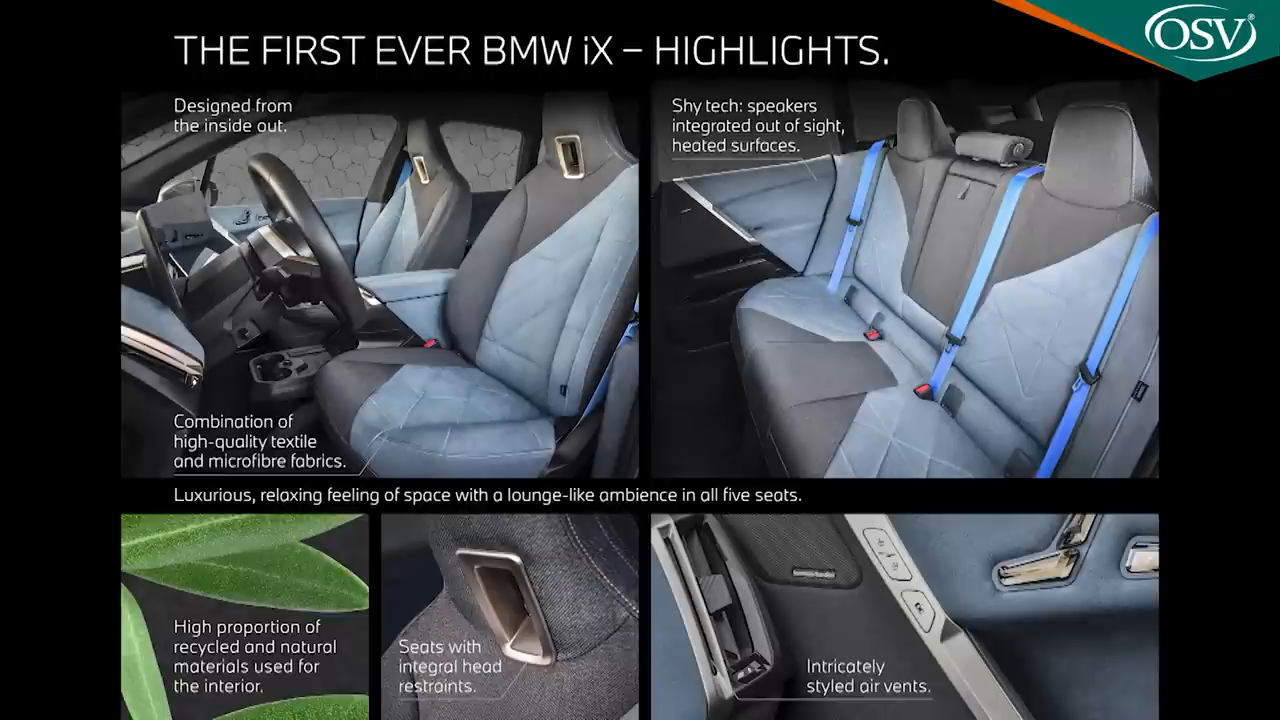 OSV
THE FIRST EVER BMW iX – HIGHLIGHTS.
Designed from
the inside out.
Shy tech: speakers
integrated out of sight,
heated surfaces.
Combination of
high-quality textile
and microfibre fabrics.
Luxurious, relaxing feeling of space with a lounge-like ambience in all five seats.
High proportion of
recycled and natural
materials used for
the interior.
Seats with
integral head
restraints.
Intricately
styled air vents.